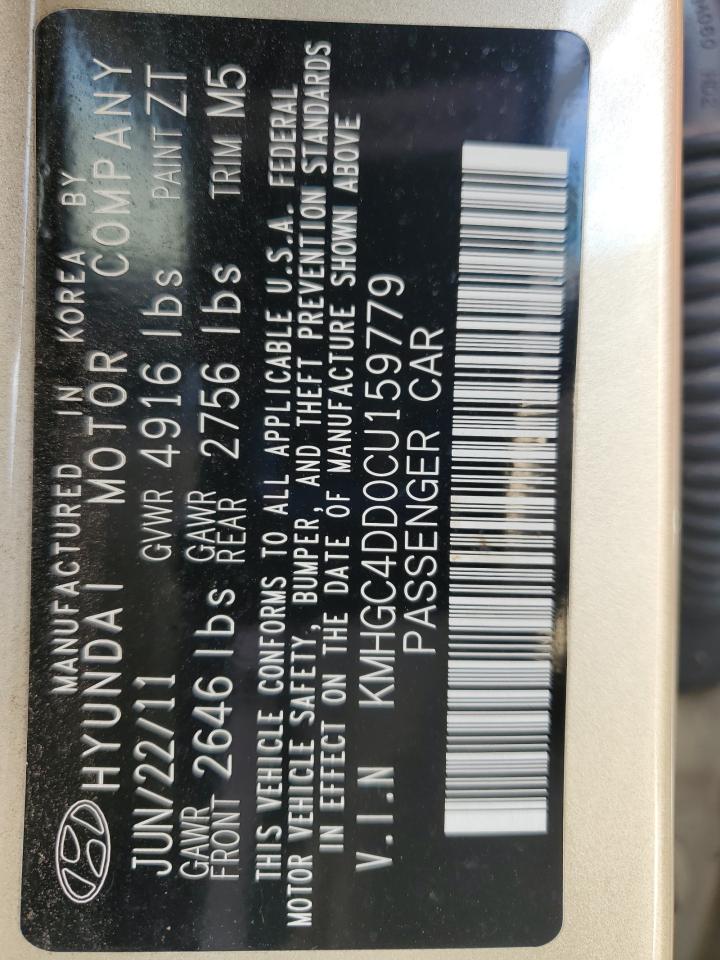 MANUFACTURED IN KOREA BY
HYUNDAI MOTOR COMPANY
JUN/22/11 GVWR 4916 lbs PAINT ZT
GAWR FRONT 2646 lbs GAWR REAR 2756 lbs TRIM M5
THIS VEHICLE CONFORMS TO ALL APPLICABLE U.S.A. FEDERAL
MOTOR VEHICLE SAFETY, BUMPER, AND THEFT PREVENTION STANDARDS
IN EFFECT ON THE DATE OF MANUFACTURE SHOWN ABOVE
V.I.N KMHGC4DD0CU159779
PASSENGER CAR